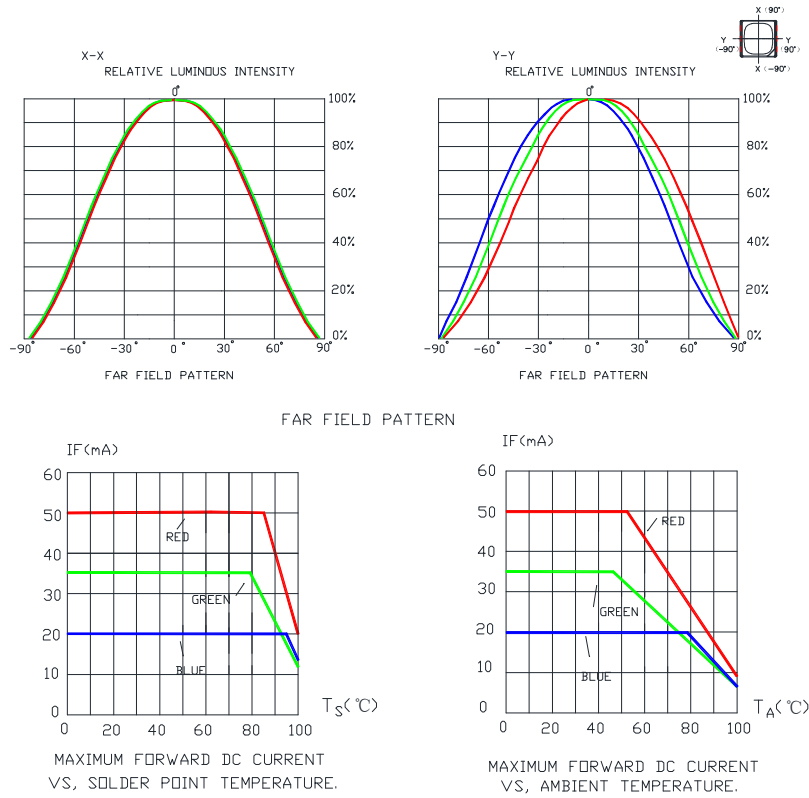 X (90°)
Y Y
(-90°) (90°)
X (-90°)
X-X
RELATIVE LUMINOUS INTENSITY
0°
100%
80%
60%
40%
20%
0%
-90° -60° -30° 0° 30° 60° 90°
FAR FIELD PATTERN
Y-Y
RELATIVE LUMINOUS INTENSITY
0°
100%
80%
60%
40%
20%
0%
-90° -60° -30° 0° 30° 60° 90°
FAR FIELD PATTERN
FAR FIELD PATTERN
IF(mA)
60
50
40
30
20
10
0
RED
GREEN
BLUE
0 20 40 60 80 100
TS(°C)
MAXIMUM FORWARD DC CURRENT
VS, SOLDER POINT TEMPERATURE.
IF(mA)
60
50
40
30
20
10
0
RED
GREEN
BLUE
0 20 40 60 80 100
TA(°C)
MAXIMUM FORWARD DC CURRENT
VS, AMBIENT TEMPERATURE.